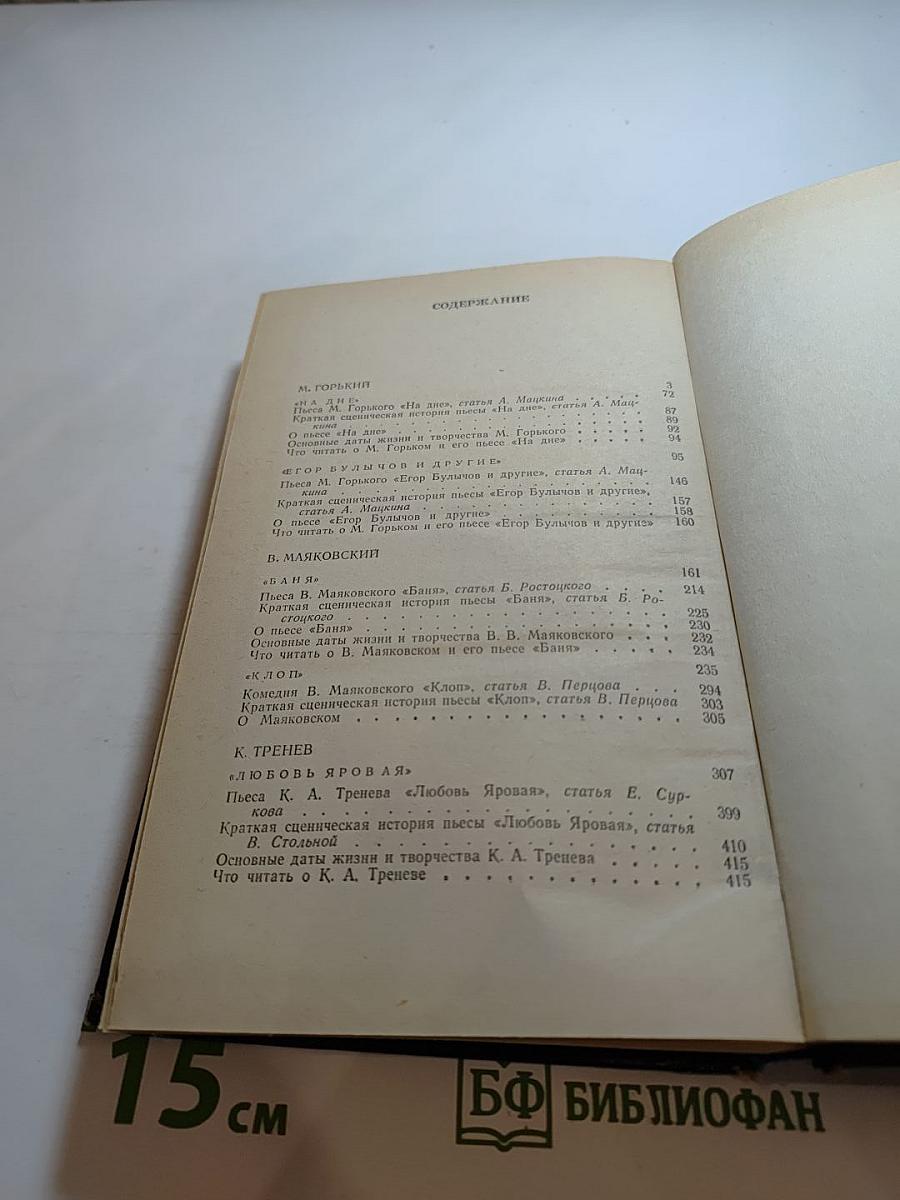 СОДЕРЖАНИЕ
М. ГОРЬКИЙ
«НА ДНЕ» 3
Пьеса М. Горького «На дне», статья А. Мацкина . . . . . 72
Краткая сценическая история пьесы «На дне», статья А. Мац-
кина . . . . . . . . . . . . . . . . 87
О пьесе «На дне» . . . . . . . . . . . . . . 89
Основные даты жизни и творчества М. Горького . . . . . 92
Что читать о М. Горьком и его пьесе «На дне» . . . . . 94
«ЕГОР БУЛЫЧОВ И ДРУГИЕ» 95
Пьеса М. Горького «Егор Булычов и другие», статья А. Мац-
кина . . . . . . . . . . . . . . . . 146
Краткая сценическая история пьесы «Егор Булычов и другие»,
статья А. Мацкина . . . . . . . . . . . . 157
О пьесе «Егор Булычов и другие» . . . . . . . . . 158
Что читать о М. Горьком и его пьесе «Егор Булычов и другие» 160
В. МАЯКОВСКИЙ
«БАНЯ» 161
Пьеса В. Маяковского «Баня», статья Б. Ростоцкого . . . . 214
Краткая сценическая история пьесы «Баня», статья Б. Ро-
стоцкого . . . . . . . . . . . . . . . 225
О пьесе «Баня» . . . . . . . . . . . . . . 230
Основные даты жизни и творчества В. В. Маяковского . . . 232
Что читать о В. Маяковском и его пьесе «Баня» . . . . . 234
«КЛОП» 235
Комедия В. Маяковского «Клоп», статья В. Перцова . . . 294
Краткая сценическая история пьесы «Клоп», статья В. Перцова 303
О Маяковском . . . . . . . . . . . . . . . 305
К. ТРЕНЕВ
«ЛЮБОВЬ ЯРОВАЯ» 307
Пьеса К. А. Тренева «Любовь Яровая», статья Е. Сур-
кова . . . . . . . . . . . . . . . . 399
Краткая сценическая история пьесы «Любовь Яровая», статья
В. Стольной . . . . . . . . . . . . . . 410
Основные даты жизни и творчества К. А. Тренева . . . . . 415
Что читать о К. А. Треневе . . . . . . . . . . . 415
15 см
БФ БИБЛИОФАН